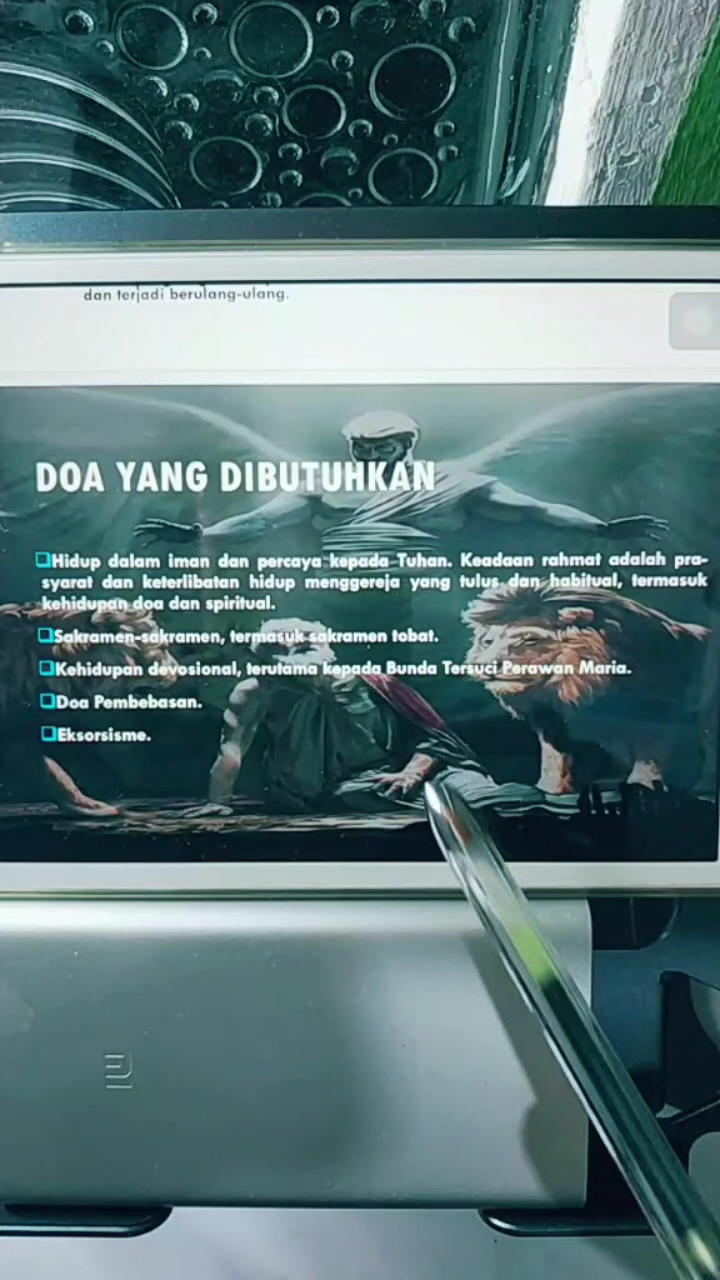 dan terjadi berulang-ulang.
DOA YANG DIBUTUHKAN
❑Hidup dalam iman dan percaya kepada Tuhan. Keadaan rahmat adalah pra-
syarat dan keterlibatan hidup menggereja yang tulus dan habitual, termasuk
kehidupan doa dan spiritual.
❑Sakramen-sakramen, termasuk sakramen tobat.
❑Kehidupan devosional, terutama kepada Bunda Tersuci Perawan Maria.
❑Doa Pembebasan.
❑Eksorsisme.